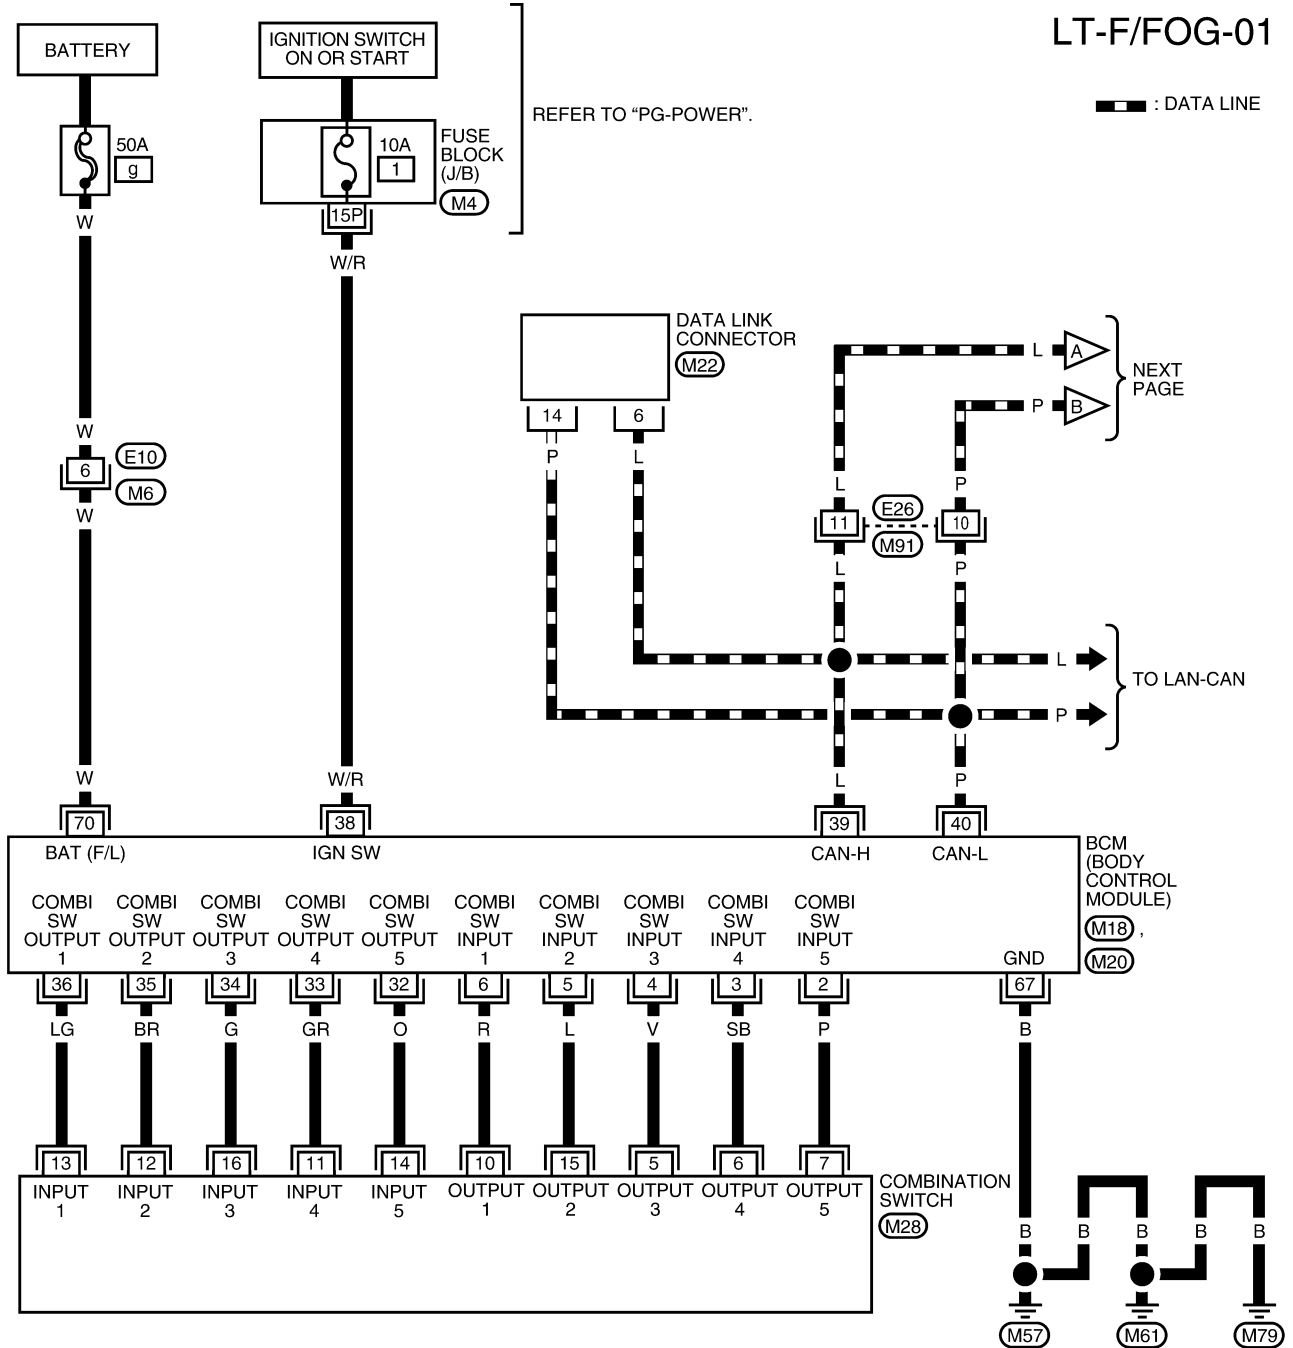 LT-F/FOG-01
: DATA LINE
BATTERY
50A
g
W
W
6
E10
M6
W
W
IGNITION SWITCH
ON OR START
10A
1
FUSE
BLOCK
(J/B)
M4
15P
W/R
W/R
REFER TO “PG-POWER”.
DATA LINK
CONNECTOR
M22
14
6
P
L
L
A
P
B
NEXT
PAGE
L
P
11
E26
M91
10
L
P
L
P
TO LAN-CAN
L
P
70
38
39
40
BAT (F/L)
IGN SW
CAN-H
CAN-L
BCM
(BODY
CONTROL
MODULE)
M18 ,
M20
COMBI
SW
OUTPUT
1
COMBI
SW
OUTPUT
2
COMBI
SW
OUTPUT
3
COMBI
SW
OUTPUT
4
COMBI
SW
OUTPUT
5
COMBI
SW
INPUT
1
COMBI
SW
INPUT
2
COMBI
SW
INPUT
3
COMBI
SW
INPUT
4
COMBI
SW
INPUT
5
GND
36
35
34
33
32
6
5
4
3
2
67
LG
BR
G
GR
O
R
L
V
SB
P
B
13
12
16
11
14
10
15
5
6
7
INPUT
1
INPUT
2
INPUT
3
INPUT
4
INPUT
5
OUTPUT
1
OUTPUT
2
OUTPUT
3
OUTPUT
4
OUTPUT
5
COMBINATION
SWITCH
M28
B
B
B
B
B
M57
M61
M79